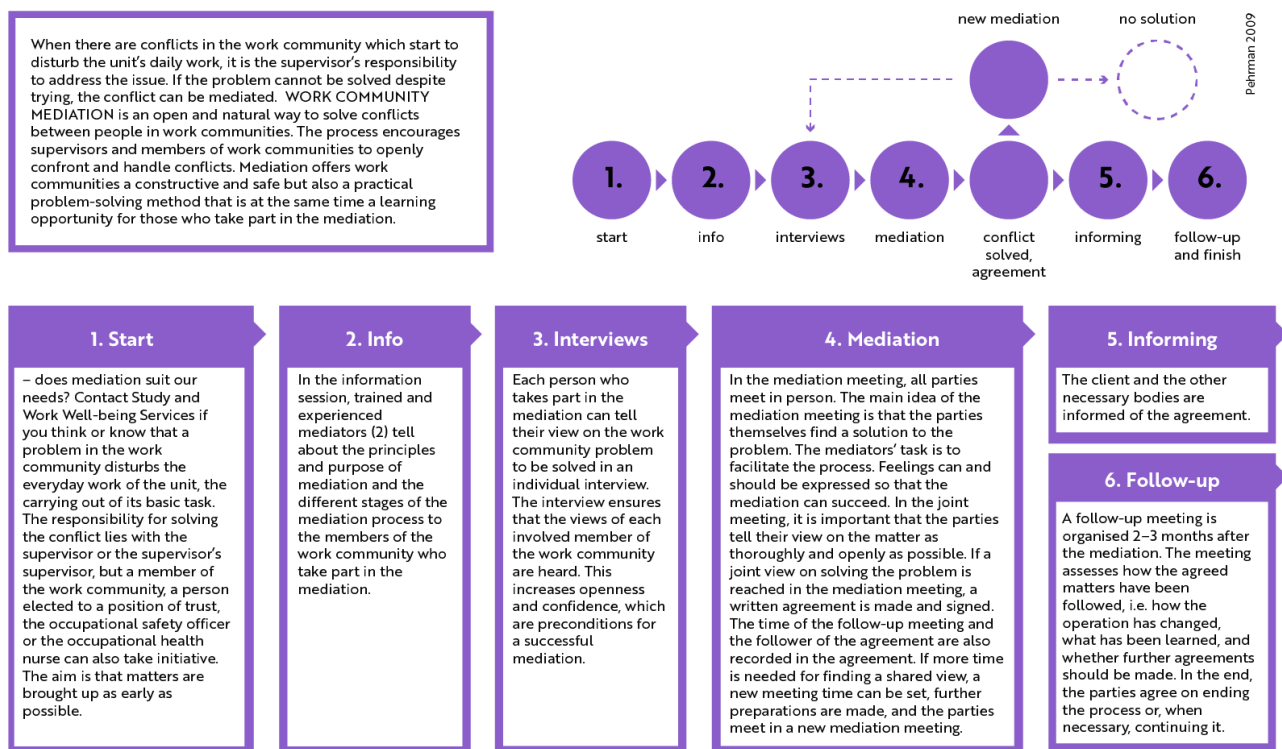 When there are conflicts in the work community which start to
disturb the unit's daily work, it is the supervisor's responsibility
to address the issue. If the problem cannot be solved despite
trying, the conflict can be mediated. WORK COMMUNITY
MEDIATION is an open and natural way to solve conflicts
between people in work communities. The process encourages
supervisors and members of work communities to openly
confront and handle conflicts. Mediation offers work
communities a constructive and safe but also a practical
problem-solving method that is at the same time a learning
opportunity for those who take part in the mediation.
new mediation
no solution
Pehrman 2009
1.
2.
3.
4.
5.
6.
start
info
interviews
mediation
conflict
solved,
agreement
informing
follow-up
and finish
1. Start
– does mediation suit our
needs? Contact Study and
Work Well-being Services if
you think or know that a
problem in the work
community disturbs the
everyday work of the unit, the
carrying out of its basic task.
The responsibility for solving
the conflict lies with the
supervisor or the supervisor's
supervisor, but a member of
the work community, a person
elected to a position of trust,
the occupational safety officer
or the occupational health
nurse can also take initiative.
The aim is that matters are
brought up as early as
possible.
2. Info
In the information
session, trained and
experienced
mediators (2) tell
about the principles
and purpose of
mediation and the
different stages of the
mediation process to
the members of the
work community who
take part in the
mediation.
3. Interviews
Each person who
takes part in the
mediation can tell
their view on the work
community problem
to be solved in an
individual interview.
The interview ensures
that the views of each
involved member of
the work community
are heard. This
increases openness
and confidence, which
are preconditions for
a successful
mediation.
4. Mediation
In the mediation meeting, all parties
meet in person. The main idea of the
mediation meeting is that the parties
themselves find a solution to the
problem. The mediators' task is to
facilitate the process. Feelings can and
should be expressed so that the
mediation can succeed. In the joint
meeting, it is important that the parties
tell their view on the matter as
thoroughly and openly as possible. If a
joint view on solving the problem is
reached in the mediation meeting, a
written agreement is made and signed.
The time of the follow-up meeting and
the follower of the agreement are also
recorded in the agreement. If more time
is needed for finding a shared view, a
new meeting time can be set, further
preparations are made, and the parties
meet in a new mediation meeting.
5. Informing
The client and the other
necessary bodies are
informed of the agreement.
6. Follow-up
A follow-up meeting is
organised 2–3 months after
the mediation. The meeting
assesses how the agreed
matters have been
followed, i.e. how the
operation has changed,
what has been learned, and
whether further agreements
should be made. In the end,
the parties agree on ending
the process or, when
necessary, continuing it.